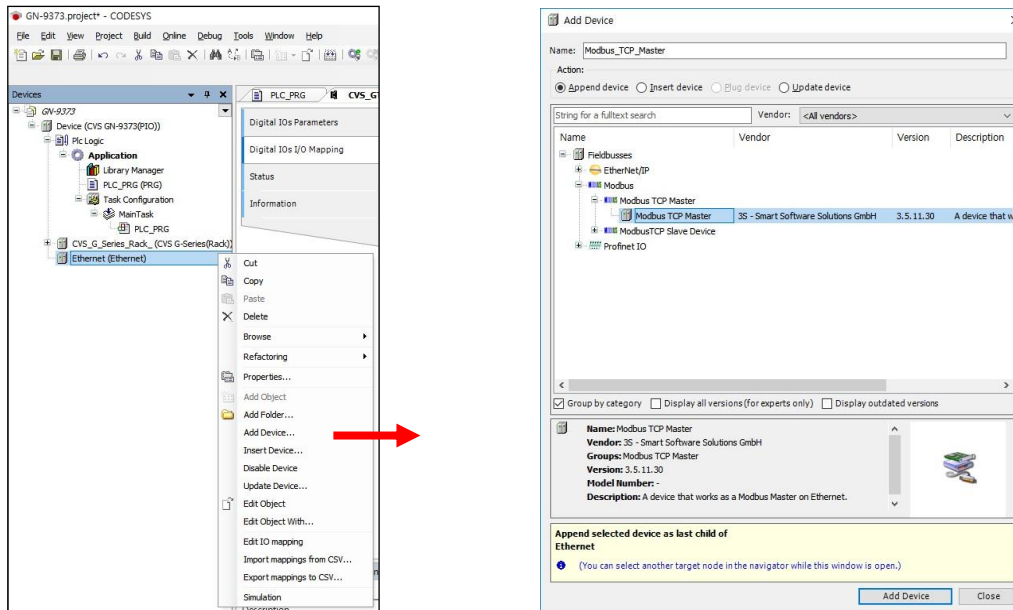 GN-9373.project* - CODESYS
File Edit View Project Build Online Debug Tools Window Help
Devices
GN-9373
Device (CVS GN-9373(PIO))
Plc Logic
Application
Library Manager
PLC_PRG (PRG)
Task Configuration
MainTask
PLC_PRG
CVS_G_Series_Rack_ (CVS G-Series(Rack))
Ethernet (Ethernet)
PLC_PRG
CVS_G
Digital IOs Parameters
Digital IOs I/O Mapping
Status
Information
Cut
Copy
Paste
Delete
Browse
Refactoring
Properties...
Add Object
Add Folder...
Add Device...
Insert Device...
Disable Device
Update Device...
Edit Object
Edit Object With...
Edit IO mapping
Import mappings from CSV...
Export mappings to CSV...
Simulation
Add Device
Name: Modbus_TCP_Master
Action:
Append device Insert device Plug device Update device
String for a fulltext search Vendor: <All vendors>
Name Vendor Version Description
Fieldbusses
EtherNet/IP
Modbus
Modbus TCP Master
Modbus TCP Master 3S - Smart Software Solutions GmbH 3.5.11.30 A device that w
ModbusTCP Slave Device
Profinet IO
Group by category Display all versions (for experts only) Display outdated versions
Name: Modbus TCP Master
Vendor: 3S - Smart Software Solutions GmbH
Groups: Modbus TCP Master
Version: 3.5.11.30
Model Number: -
Description: A device that works as a Modbus Master on Ethernet.
Append selected device as last child of
Ethernet
(You can select another target node in the navigator while this window is open.)
Add Device Close